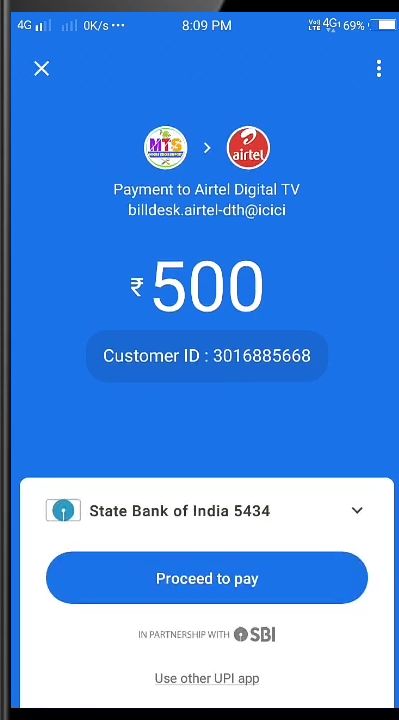 4G 0K/s ••• 8:09 PM 4G 69%
MTS
airtel
Payment to Airtel Digital TV
billdesk.airtel-dth@icici
₹500
Customer ID : 3016885668
State Bank of India 5434
Proceed to pay
IN PARTNERSHIP WITH SBI
Use other UPI app